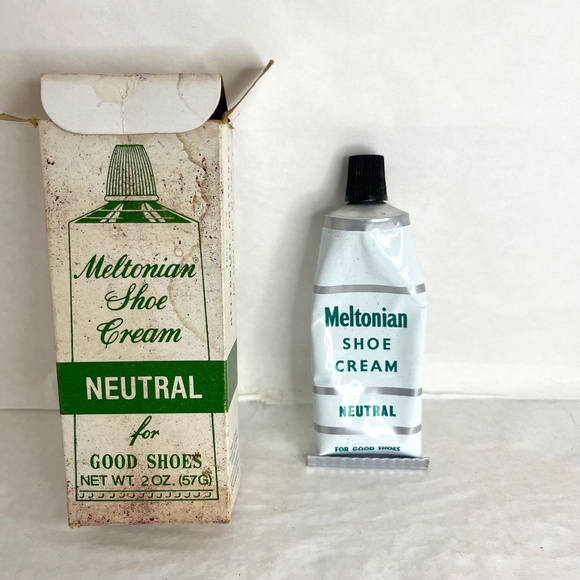 Meltonian
Shoe
Cream
NEUTRAL
for
GOOD SHOES
NET WT. 2 OZ. (57G)
Meltonian
SHOE
CREAM
NEUTRAL
FOR GOOD SHOES